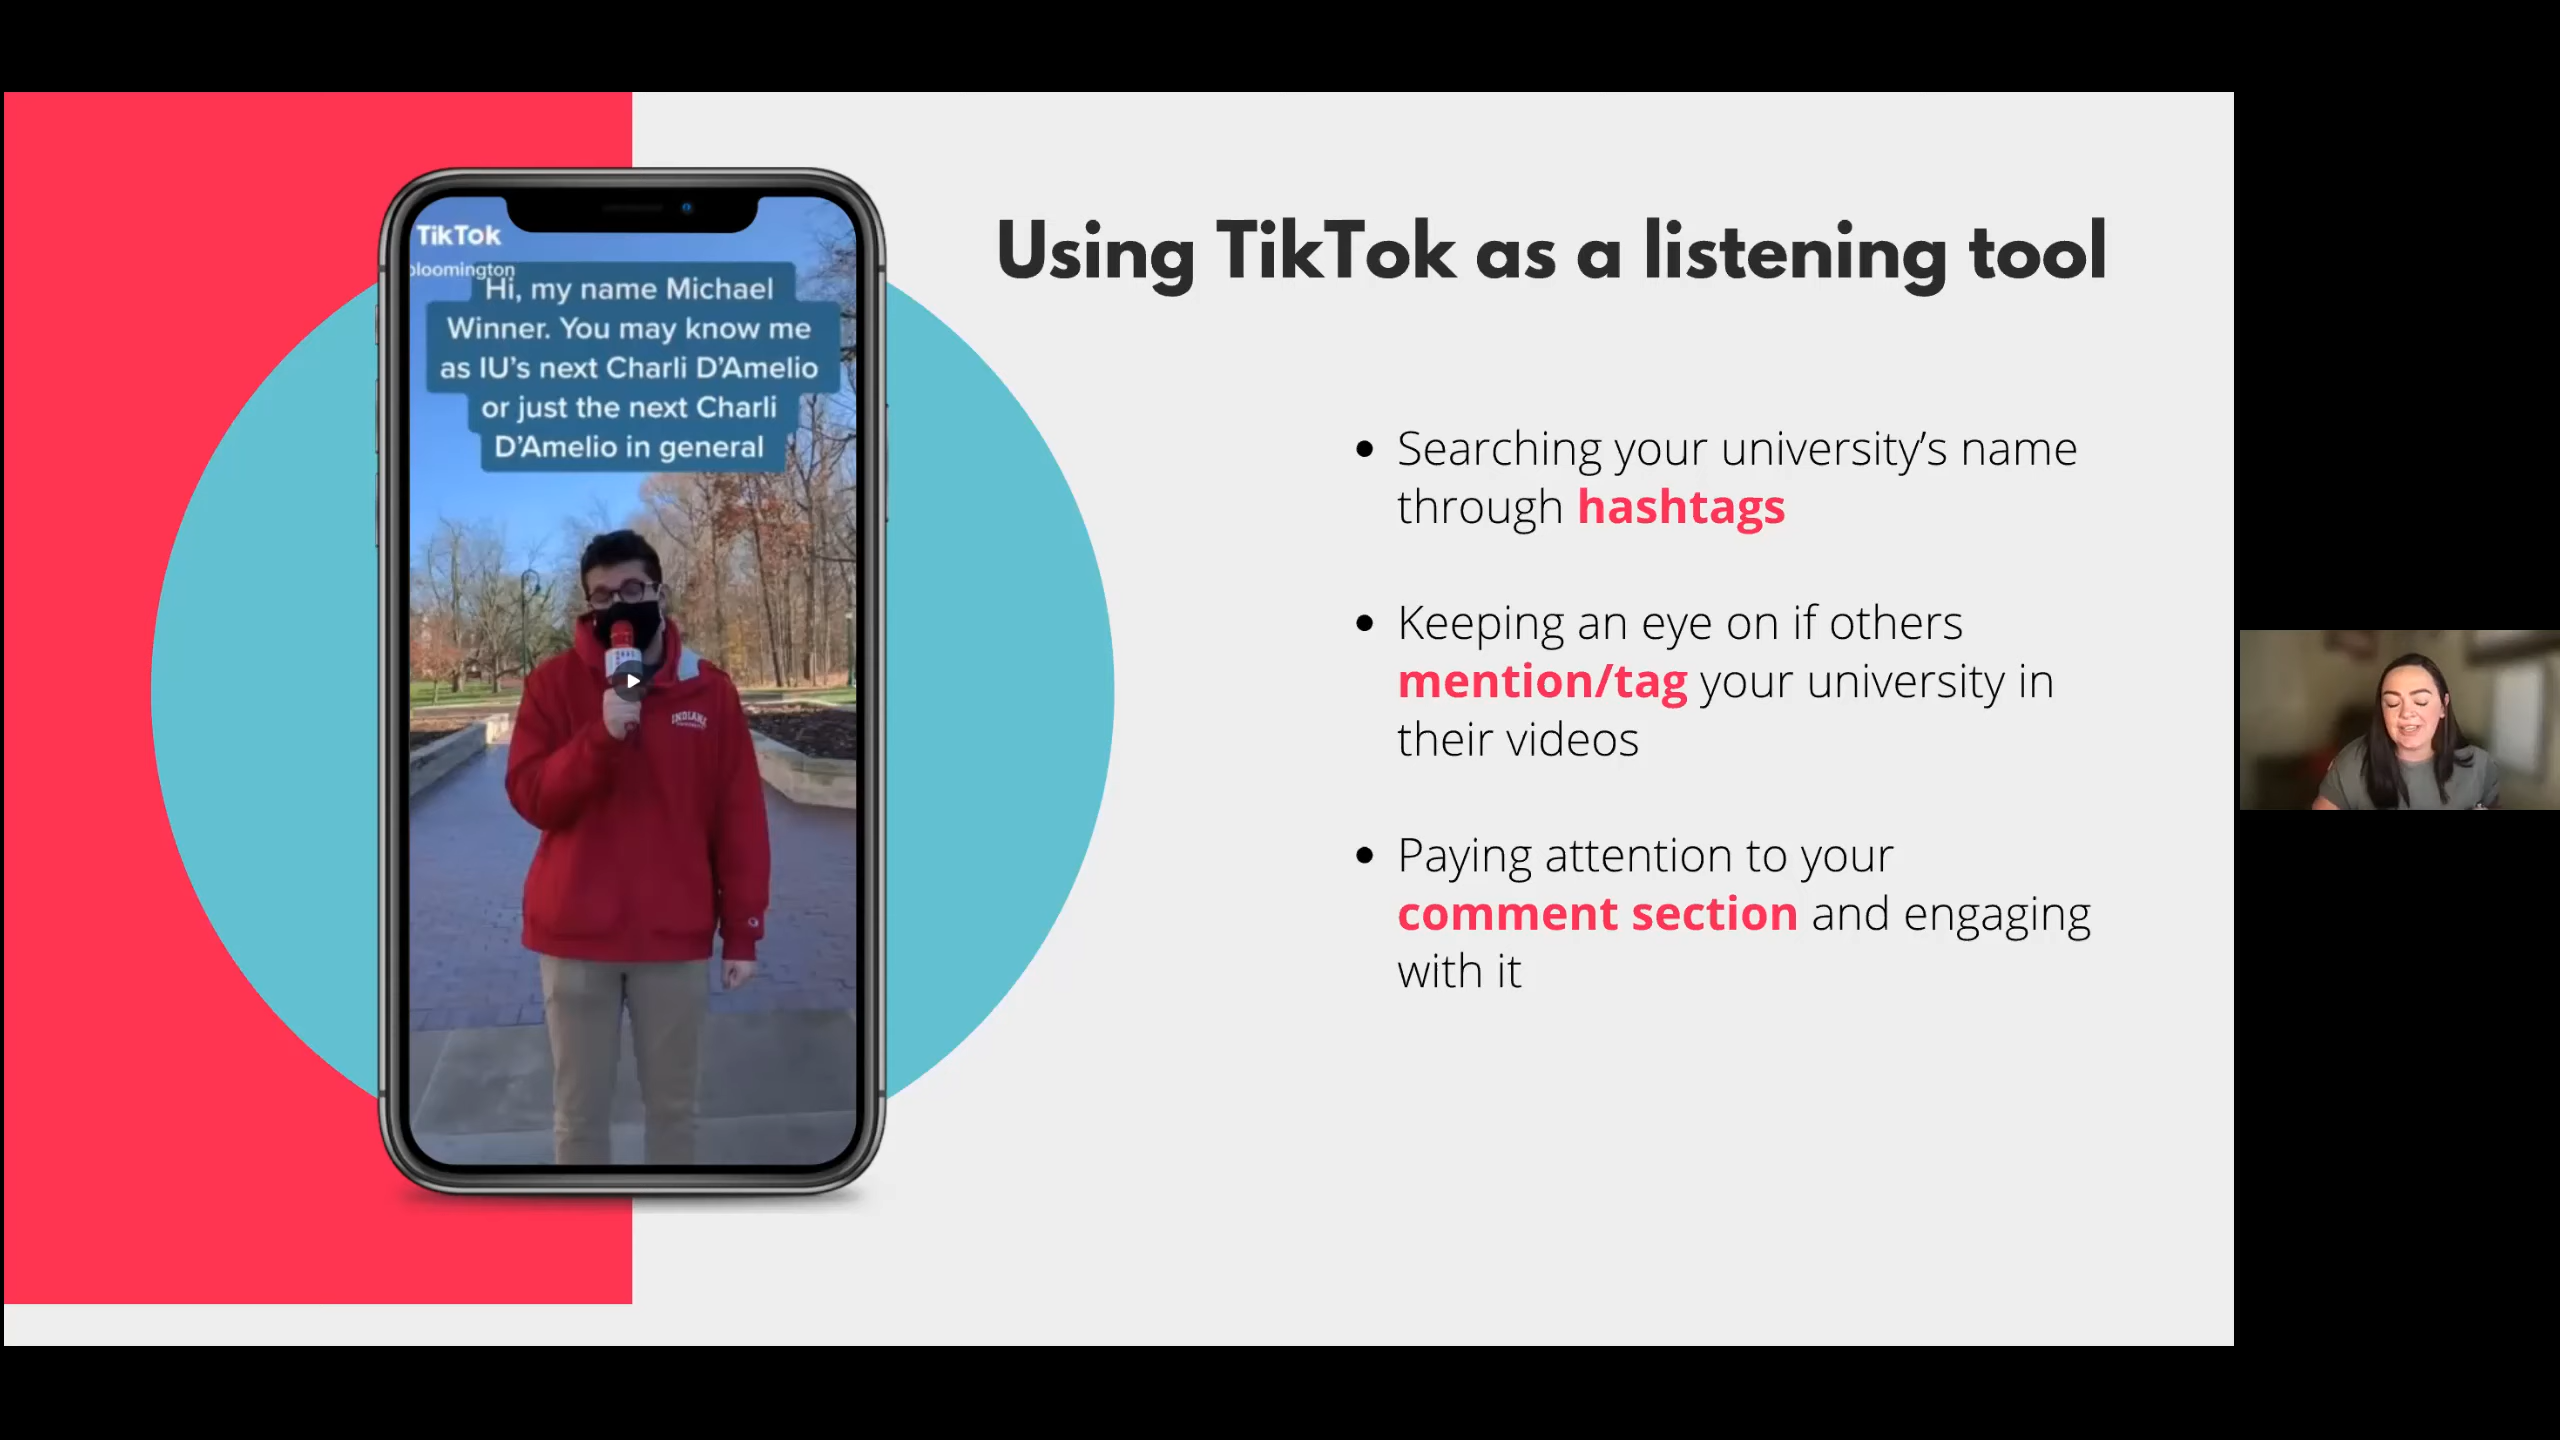 TikTok
bloomington
Hi, my name Michael
Winner. You may know me
as IU's next Charli D'Amelio
or just the next Charli
D'Amelio in general
INDIANA
Using TikTok as a listening tool
• Searching your university’s name
through hashtags
• Keeping an eye on if others
mention/tag your university in
their videos
• Paying attention to your
comment section and engaging
with it